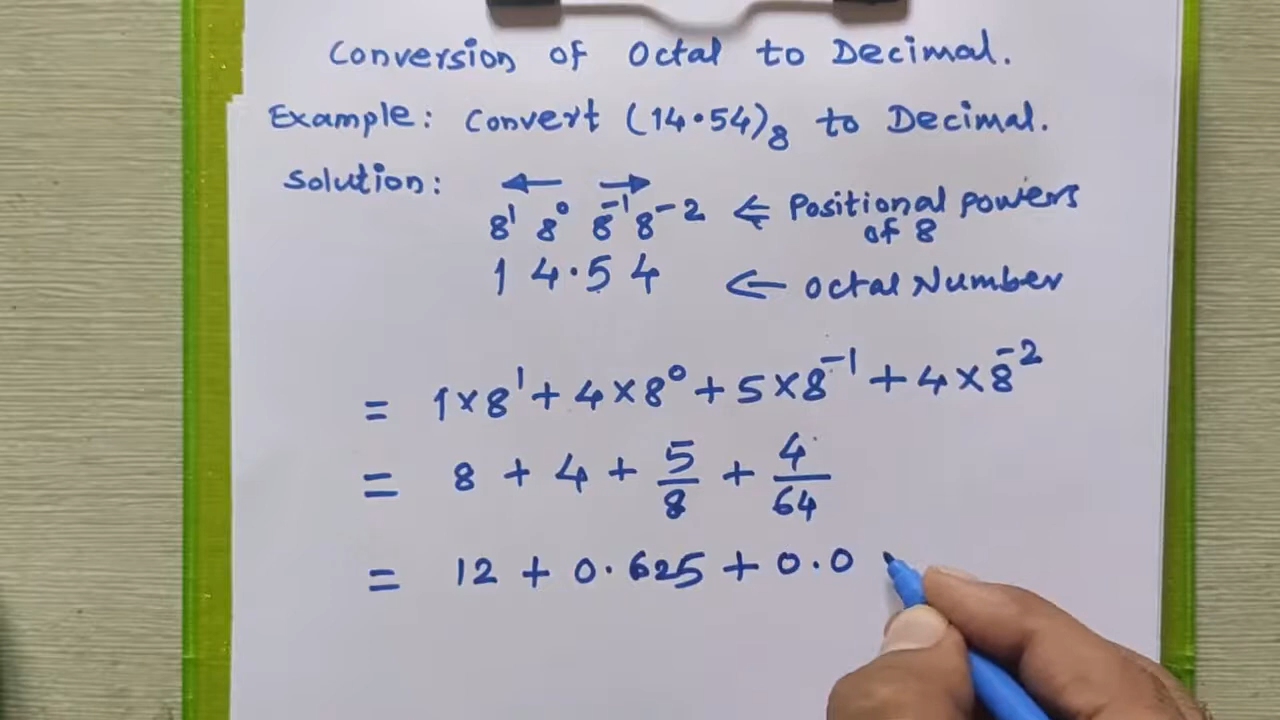 Conversion of Octal to Decimal.
Example: Convert (14.54)₈ to Decimal.
Solution:
8¹ 8⁰ 8⁻¹ 8⁻² ⇐ Positional Powers
of 8
1 4.5 4 ← Octal Number
= 1×8¹ + 4×8⁰ + 5×8⁻¹ + 4×8⁻²
= 8 + 4 + 5/8 + 4/64
= 12 + 0.625 + 0.0